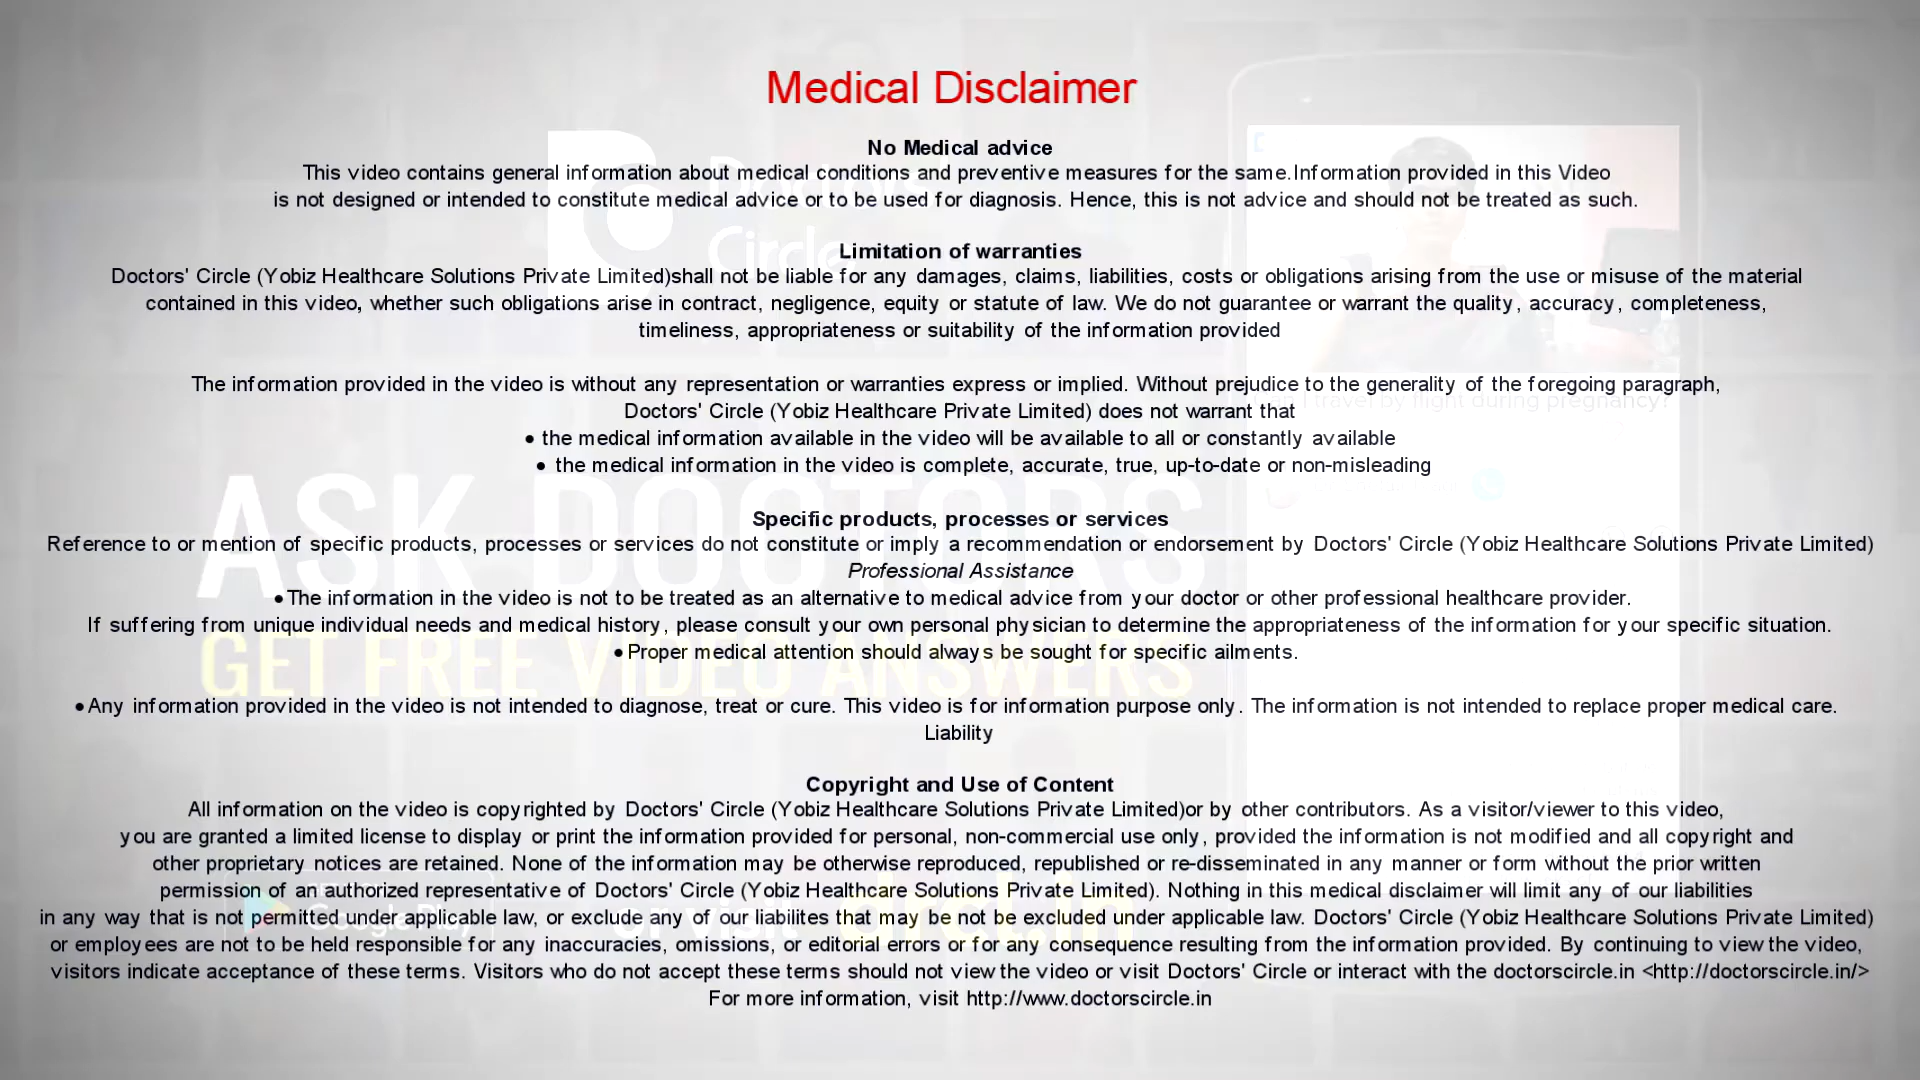 Medical Disclaimer
No Medical advice
This video contains general information about medical conditions and preventive measures for the same.Information provided in this Video
is not designed or intended to constitute medical advice or to be used for diagnosis. Hence, this is not advice and should not be treated as such.
Doctors'
Circle
Limitation of warranties
Doctors' Circle (Yobiz Healthcare Solutions Private Limited)shall not be liable for any damages, claims, liabilities, costs or obligations arising from the use or misuse of the material
contained in this video, whether such obligations arise in contract, negligence, equity or statute of law. We do not guarantee or warrant the quality, accuracy, completeness,
timeliness, appropriateness or suitability of the information provided
The information provided in the video is without any representation or warranties express or implied. Without prejudice to the generality of the foregoing paragraph,
Can I travel by flight during pregnancy?
Doctors' Circle (Yobiz Healthcare Private Limited) does not warrant that
• the medical information available in the video will be available to all or constantly available
• the medical information in the video is complete, accurate, true, up-to-date or non-misleading
ASK DOCTORS
Specific products, processes or services
Reference to or mention of specific products, processes or services do not constitute or imply a recommendation or endorsement by Doctors' Circle (Yobiz Healthcare Solutions Private Limited)
Professional Assistance
•The information in the video is not to be treated as an alternative to medical advice from your doctor or other professional healthcare provider.
If suffering from unique individual needs and medical history, please consult your own personal physician to determine the appropriateness of the information for your specific situation.
•Proper medical attention should always be sought for specific ailments.
GET FREE VIDEO ANSWERS
•Any information provided in the video is not intended to diagnose, treat or cure. This video is for information purpose only. The information is not intended to replace proper medical care.
Liability
Copyright and Use of Content
All information on the video is copyrighted by Doctors' Circle (Yobiz Healthcare Solutions Private Limited)or by other contributors. As a visitor/viewer to this video,
you are granted a limited license to display or print the information provided for personal, non-commercial use only, provided the information is not modified and all copyright and
other proprietary notices are retained. None of the information may be otherwise reproduced, republished or re-disseminated in any manner or form without the prior written
permission of an authorized representative of Doctors' Circle (Yobiz Healthcare Solutions Private Limited). Nothing in this medical disclaimer will limit any of our liabilities
in any way that is not permitted under applicable law, or exclude any of our liabilites that may be not be excluded under applicable law. Doctors' Circle (Yobiz Healthcare Solutions Private Limited)
Google Play or visit drcl.in
or employees are not to be held responsible for any inaccuracies, omissions, or editorial errors or for any consequence resulting from the information provided. By continuing to view the video,
visitors indicate acceptance of these terms. Visitors who do not accept these terms should not view the video or visit Doctors' Circle or interact with the doctorscircle.in <http://doctorscircle.in/>
For more information, visit http://www.doctorscircle.in